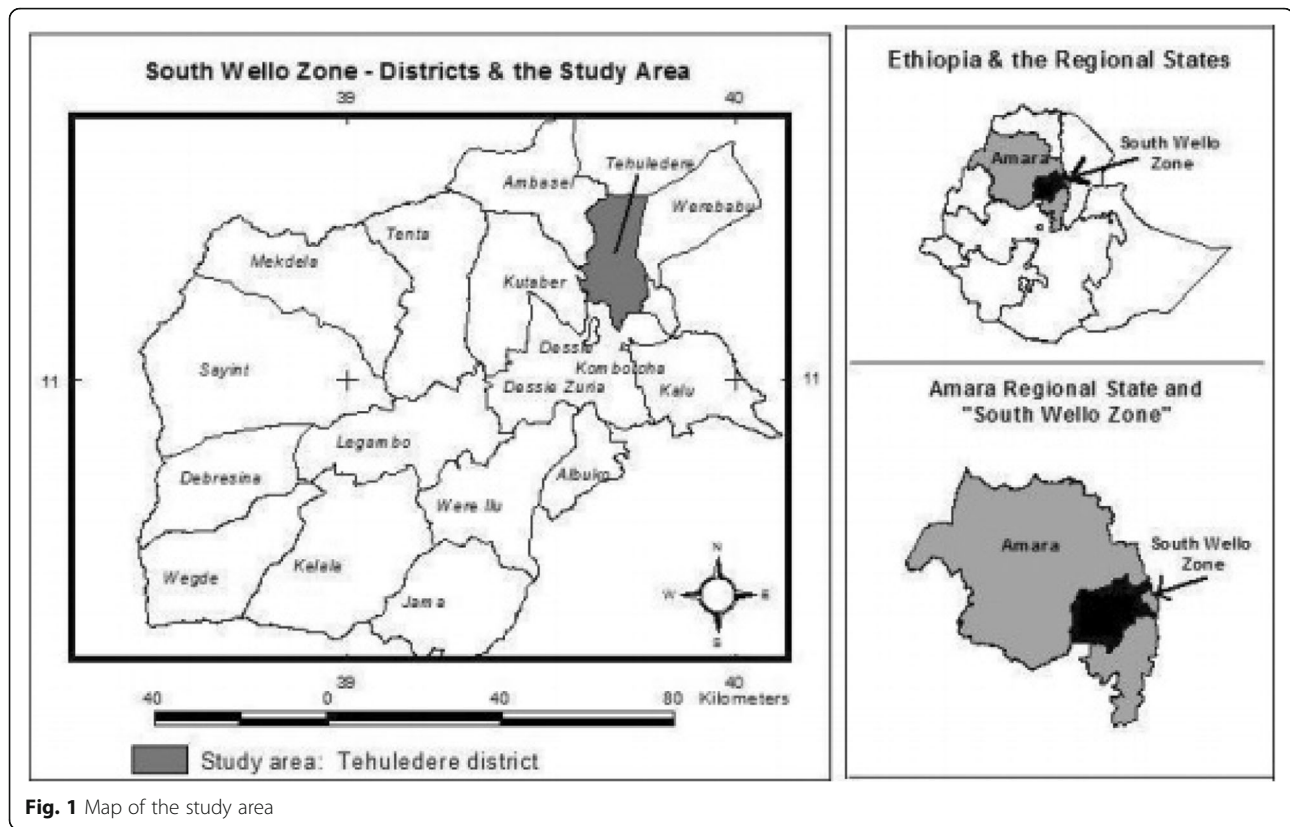 South Wello Zone - Districts & the Study Area
39
40
Tehuledere
Ambasel
Werebabu
Tenta
Mekdela
Kutaber
Dessie
Sayint
Kombolcha
11
11
Dessie Zuria
Kalu
Legambo
Albuko
Debresina
Were Ilu
Kelala
Wegde
Jama
N
W
E
S
39
40
40
0
40
80
Kilometers
Study area: Tehuledere district
Ethiopia & the Regional States
South Wello
Zone
Amara
Amara Regional State and
"South Wello Zone"
Amara
South Wello
Zone
Fig. 1 Map of the study area